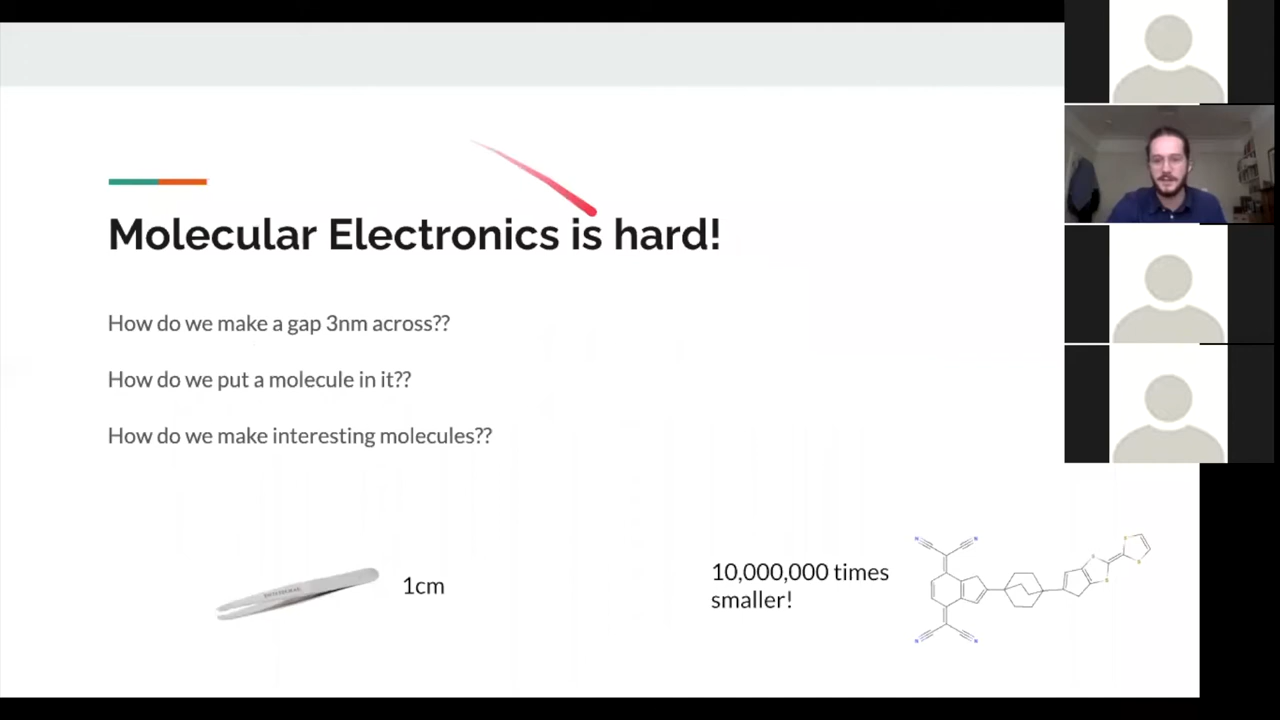 Molecular Electronics is hard!
How do we make a gap 3nm across??
How do we put a molecule in it??
How do we make interesting molecules??
1cm
10,000,000 times
smaller!
N
N
S
S
S
S
N
N